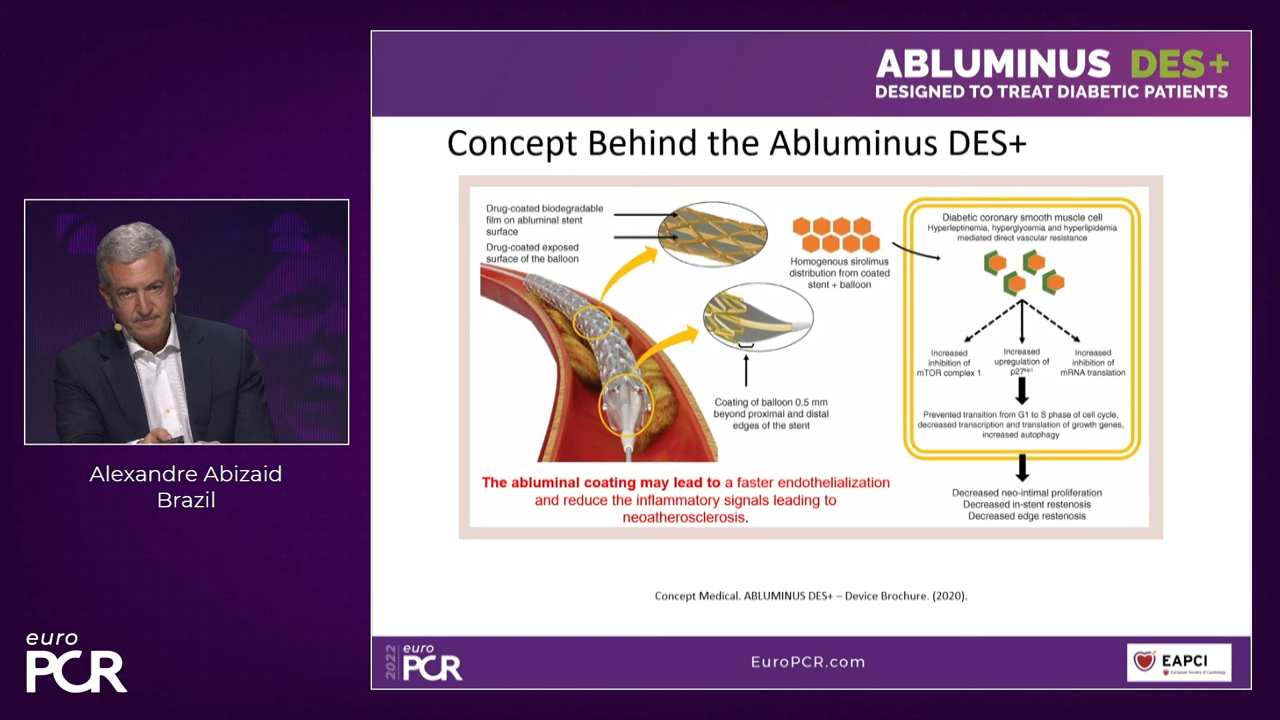 ABLUMINUS DES+
DESIGNED TO TREAT DIABETIC PATIENTS
Concept Behind the Abluminus DES+
Drug-coated biodegradable
film on abluminal stent
surface
Drug-coated exposed
surface of the balloon
Homogenous sirolimus
distribution from coated
stent + balloon
Coating of balloon 0.5 mm
beyond proximal and distal
edges of the stent
The abluminal coating may lead to a faster endothelialization
and reduce the inflammatory signals leading to
neoatherosclerosis.
Diabetic coronary smooth muscle cell
Hyperleptinemia, hyperglycemia and hyperlipidemia
mediated direct vascular resistance
Increased
inhibition of
mTOR complex 1
Increased
upregulation of
p27
Increased
inhibition of
mRNA translation
Prevented transition from G1 to S phase of cell cycle,
decreased transcription and translation of growth genes,
increased autophagy
Decreased neo-intimal proliferation
Decreased in-stent restenosis
Decreased edge restenosis
Concept Medical. ABLUMINUS DES+ – Device Brochure. (2020).
Alexandre Abizaid
Brazil
euro
PCR
2022
euro
PCR
EuroPCR.com
EAPCI
European Society of Cardiology